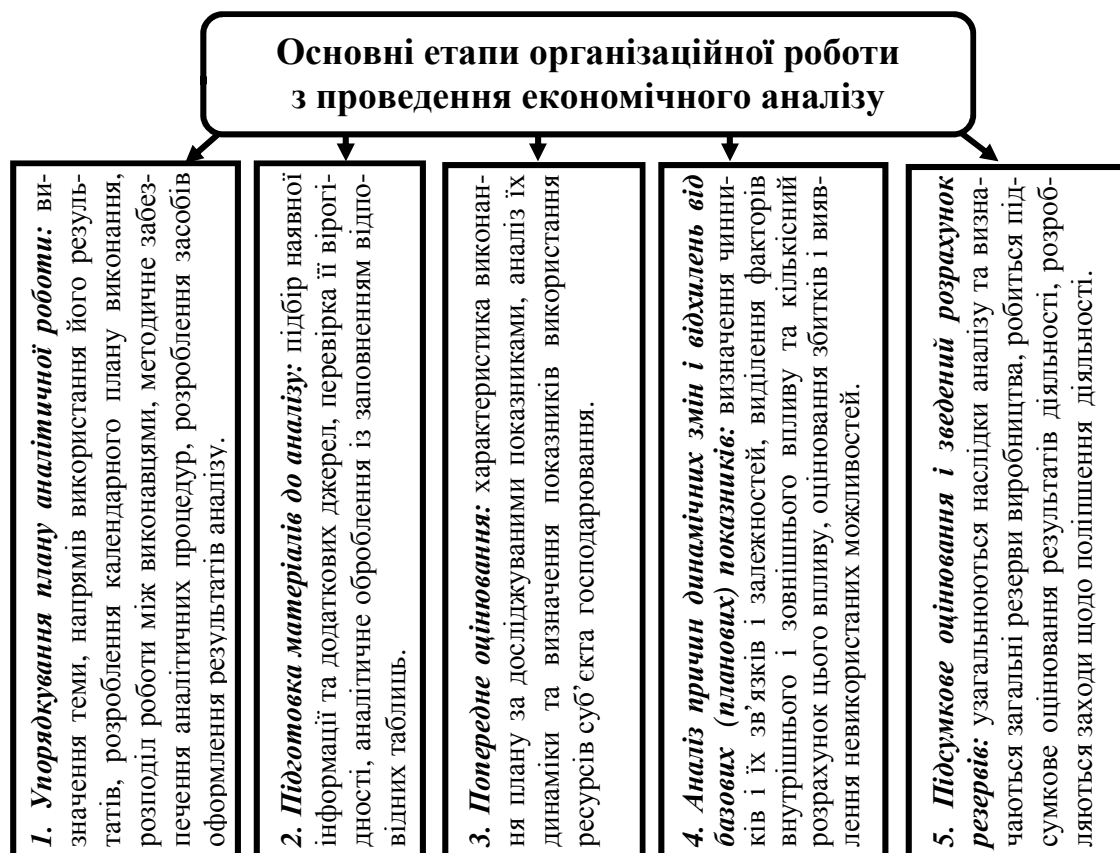 Основні етапи організаційної роботи
з проведення економічного аналізу
1. Упорядкування плану аналітичної роботи: ви-
значення теми, напрямів використання його резуль-
татів, розроблення календарного плану виконання,
розподіл роботи між виконавцями, методичне забез-
печення аналітичних процедур, розроблення засобів
оформлення результатів аналізу.
2. Підготовка матеріалів до аналізу: підбір наявної
інформації та додаткових джерел, перевірка її вірогі-
дності, аналітичне оброблення із заповненням відпо-
відних таблиць.
3. Попереднє оцінювання: характеристика виконан-
ня плану за досліджуваними показниками, аналіз їх
динаміки та визначення показників використання
ресурсів суб’єкта господарювання.
4. Аналіз причин динамічних змін і відхилень від
базових (планових) показників: визначення чинни-
ків і їх зв’язків і залежностей, виділення факторів
внутрішнього і зовнішнього впливу та кількісний
розрахунок цього впливу, оцінювання збитків і вияв-
лення невикористаних можливостей.
5. Підсумкове оцінювання і зведений розрахунок
резервів: узагальнюються наслідки аналізу та визна-
чаються загальні резерви виробництва, робиться під-
сумкове оцінювання результатів діяльності, розроб-
ляються заходи щодо поліпшення діяльності.